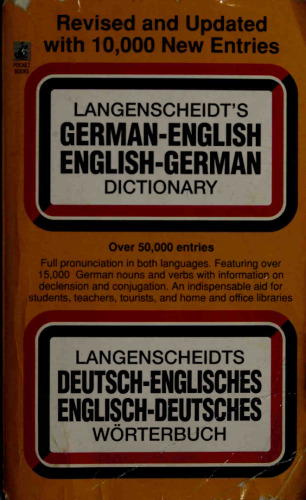 Revised and Updated
with 10,000 New Entries
POCKET
BOOKS
LANGENSCHEIDT'S
GERMAN-ENGLISH
ENGLISH-GERMAN
DICTIONARY
Over 50,000 entries
Full pronunciation in both languages. Featuring over
15,000 German nouns and verbs with information on
declension and conjugation. An indispensable aid for
students, teachers, tourists, and home and office libraries
LANGENSCHEIDTS
DEUTSCH-ENGLISCHES
ENGLISCH-DEUTSCHES
WÖRTERBUCH